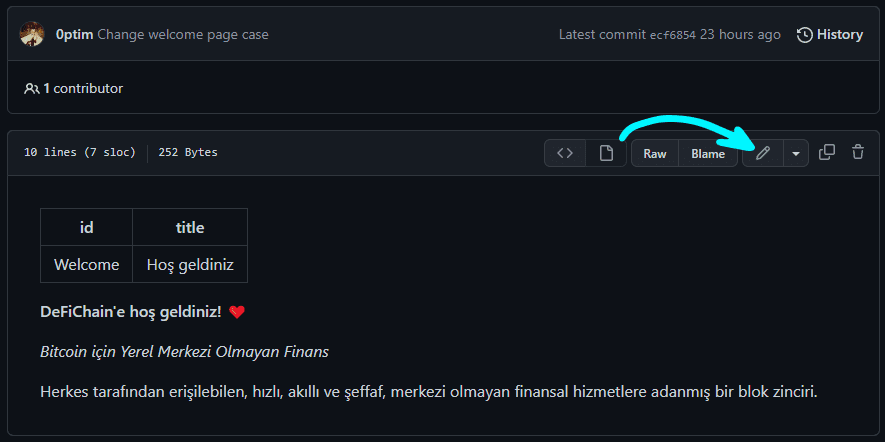 0ptim Change welcome page case Latest commit ecf6854 23 hours ago History
1 contributor
10 lines (7 sloc) 252 Bytes <> Raw Blame
id title
Welcome Hoş geldiniz
DeFiChain'e hoş geldiniz! ❤️
Bitcoin için Yerel Merkezi Olmayan Finans
Herkes tarafından erişilebilen, hızlı, akıllı ve şeffaf, merkezi olmayan finansal hizmetlere adanmış bir blok zinciri.